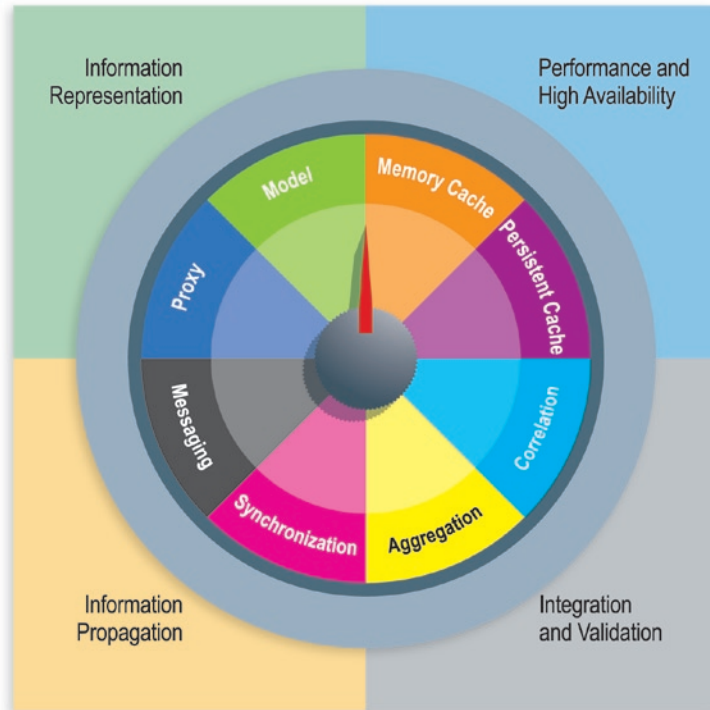 Information
Representation
Performance and
High Availability
Model
Memory Cache
Proxy
Persistent Cache
Messaging
Correlation
Synchronization
Aggregation
Information
Propagation
Integration
and Validation